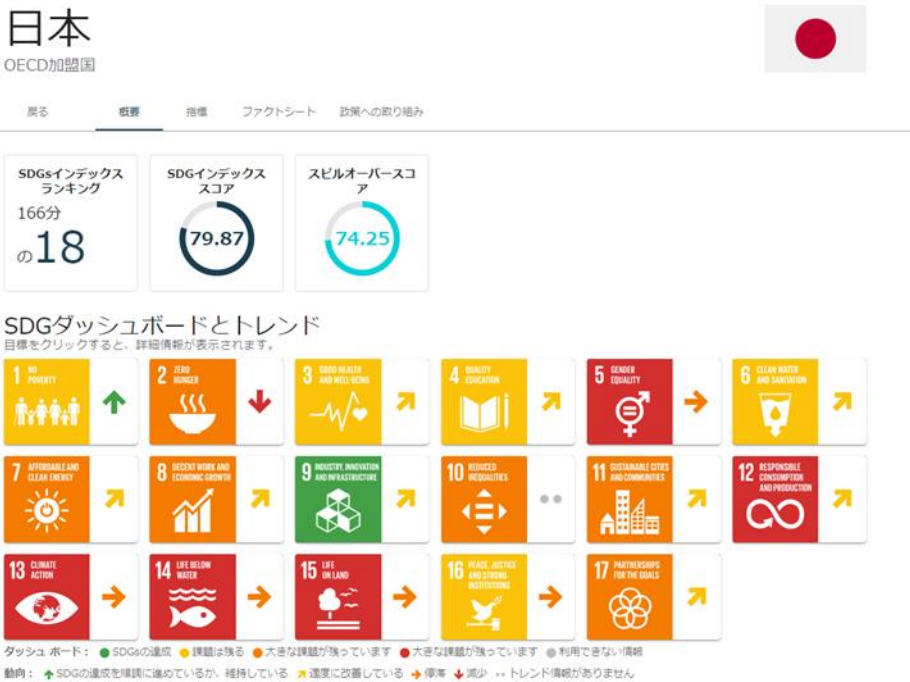 日本
OECD加盟国
戻る 概要 指標 ファクトシート 政策への取り組み
SDGsインデックス
ランキング
166分
の18
SDGインデックス
スコア
79.87
スピルオーバースコ
ア
74.25
SDGダッシュボードとトレンド
目標をクリックすると、詳細情報が表示されます。
1 NO
POVERTY
2 ZERO
HUNGER
3 GOOD HEALTH
AND WELL-BEING
4 QUALITY
EDUCATION
5 GENDER
EQUALITY
6 CLEAN WATER
AND SANITATION
7 AFFORDABLE AND
CLEAN ENERGY
8 DECENT WORK AND
ECONOMIC GROWTH
9 INDUSTRY, INNOVATION
AND INFRASTRUCTURE
10 REDUCED
INEQUALITIES
11 SUSTAINABLE CITIES
AND COMMUNITIES
12 RESPONSIBLE
CONSUMPTION
AND PRODUCTION
13 CLIMATE
ACTION
14 LIFE BELOW
WATER
15 LIFE
ON LAND
16 PEACE, JUSTICE
AND STRONG
INSTITUTIONS
17 PARTNERSHIPS
FOR THE GOALS
ダッシュ ボード： SDGsの達成 課題は残る 大きな課題が残っています 大きな課題が残っています 利用できない情報
動向： SDGの達成を順調に進めているか、維持している 適度に改善している 停滞 減少 トレンド情報がありません